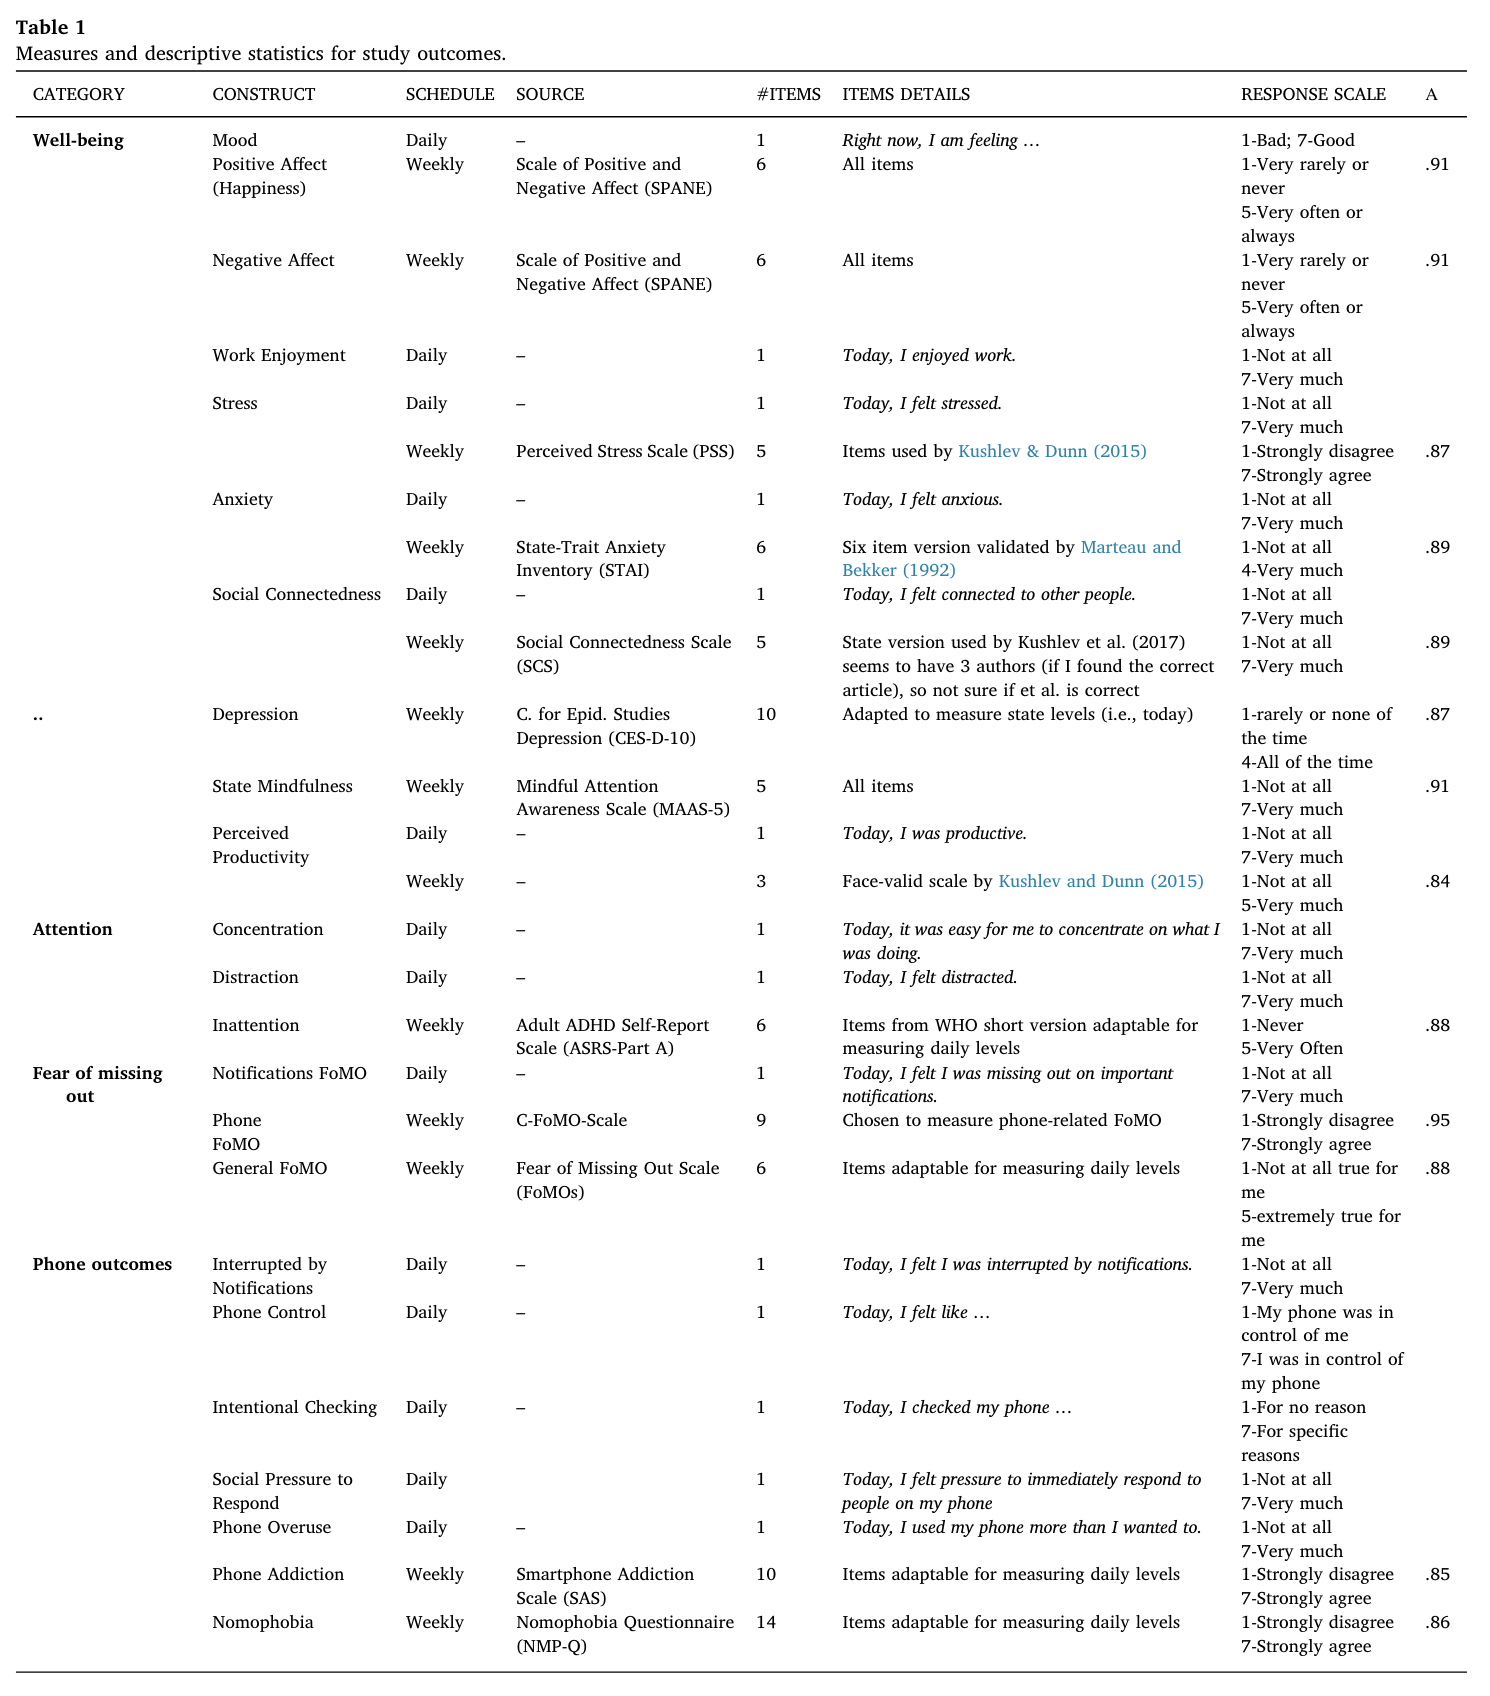 Table 1
Measures and descriptive statistics for study outcomes.
CATEGORY CONSTRUCT SCHEDULE SOURCE #ITEMS ITEMS DETAILS RESPONSE SCALE Α
Well-being Mood Daily – 1 Right now, I am feeling … 1-Bad; 7-Good
Positive Affect Weekly Scale of Positive and 6 All items 1-Very rarely or .91
(Happiness) Negative Affect (SPANE) never
5-Very often or
always
Negative Affect Weekly Scale of Positive and 6 All items 1-Very rarely or .91
Negative Affect (SPANE) never
5-Very often or
always
Work Enjoyment Daily – 1 Today, I enjoyed work. 1-Not at all
7-Very much
Stress Daily – 1 Today, I felt stressed. 1-Not at all
7-Very much
Weekly Perceived Stress Scale (PSS) 5 Items used by Kushlev & Dunn (2015) 1-Strongly disagree .87
7-Strongly agree
Anxiety Daily – 1 Today, I felt anxious. 1-Not at all
7-Very much
Weekly State-Trait Anxiety 6 Six item version validated by Marteau and 1-Not at all .89
Inventory (STAI) Bekker (1992) 4-Very much
Social Connectedness Daily – 1 Today, I felt connected to other people. 1-Not at all
7-Very much
Weekly Social Connectedness Scale 5 State version used by Kushlev et al. (2017) 1-Not at all .89
(SCS) seems to have 3 authors (if I found the correct 7-Very much
article), so not sure if et al. is correct
.. Depression Weekly C. for Epid. Studies 10 Adapted to measure state levels (i.e., today) 1-rarely or none of .87
Depression (CES-D-10) the time
4-All of the time
State Mindfulness Weekly Mindful Attention 5 All items 1-Not at all .91
Awareness Scale (MAAS-5) 7-Very much
Perceived Daily – 1 Today, I was productive. 1-Not at all
Productivity 7-Very much
Weekly – 3 Face-valid scale by Kushlev and Dunn (2015) 1-Not at all .84
5-Very much
Attention Concentration Daily – 1 Today, it was easy for me to concentrate on what I 1-Not at all
was doing. 7-Very much
Distraction Daily – 1 Today, I felt distracted. 1-Not at all
7-Very much
Inattention Weekly Adult ADHD Self-Report 6 Items from WHO short version adaptable for 1-Never .88
Scale (ASRS-Part A) measuring daily levels 5-Very Often
Fear of missing Notifications FoMO Daily – 1 Today, I felt I was missing out on important 1-Not at all
out notifications. 7-Very much
Phone Weekly C-FoMO-Scale 9 Chosen to measure phone-related FoMO 1-Strongly disagree .95
FoMO 7-Strongly agree
General FoMO Weekly Fear of Missing Out Scale 6 Items adaptable for measuring daily levels 1-Not at all true for .88
(FoMOs) me
5-extremely true for
me
Phone outcomes Interrupted by Daily – 1 Today, I felt I was interrupted by notifications. 1-Not at all
Notifications 7-Very much
Phone Control Daily – 1 Today, I felt like … 1-My phone was in
control of me
7-I was in control of
my phone
Intentional Checking Daily – 1 Today, I checked my phone … 1-For no reason
7-For specific
reasons
Social Pressure to Daily 1 Today, I felt pressure to immediately respond to 1-Not at all
Respond people on my phone 7-Very much
Phone Overuse Daily – 1 Today, I used my phone more than I wanted to. 1-Not at all
7-Very much
Phone Addiction Weekly Smartphone Addiction 10 Items adaptable for measuring daily levels 1-Strongly disagree .85
Scale (SAS) 7-Strongly agree
Nomophobia Weekly Nomophobia Questionnaire 14 Items adaptable for measuring daily levels 1-Strongly disagree .86
(NMP-Q) 7-Strongly agree